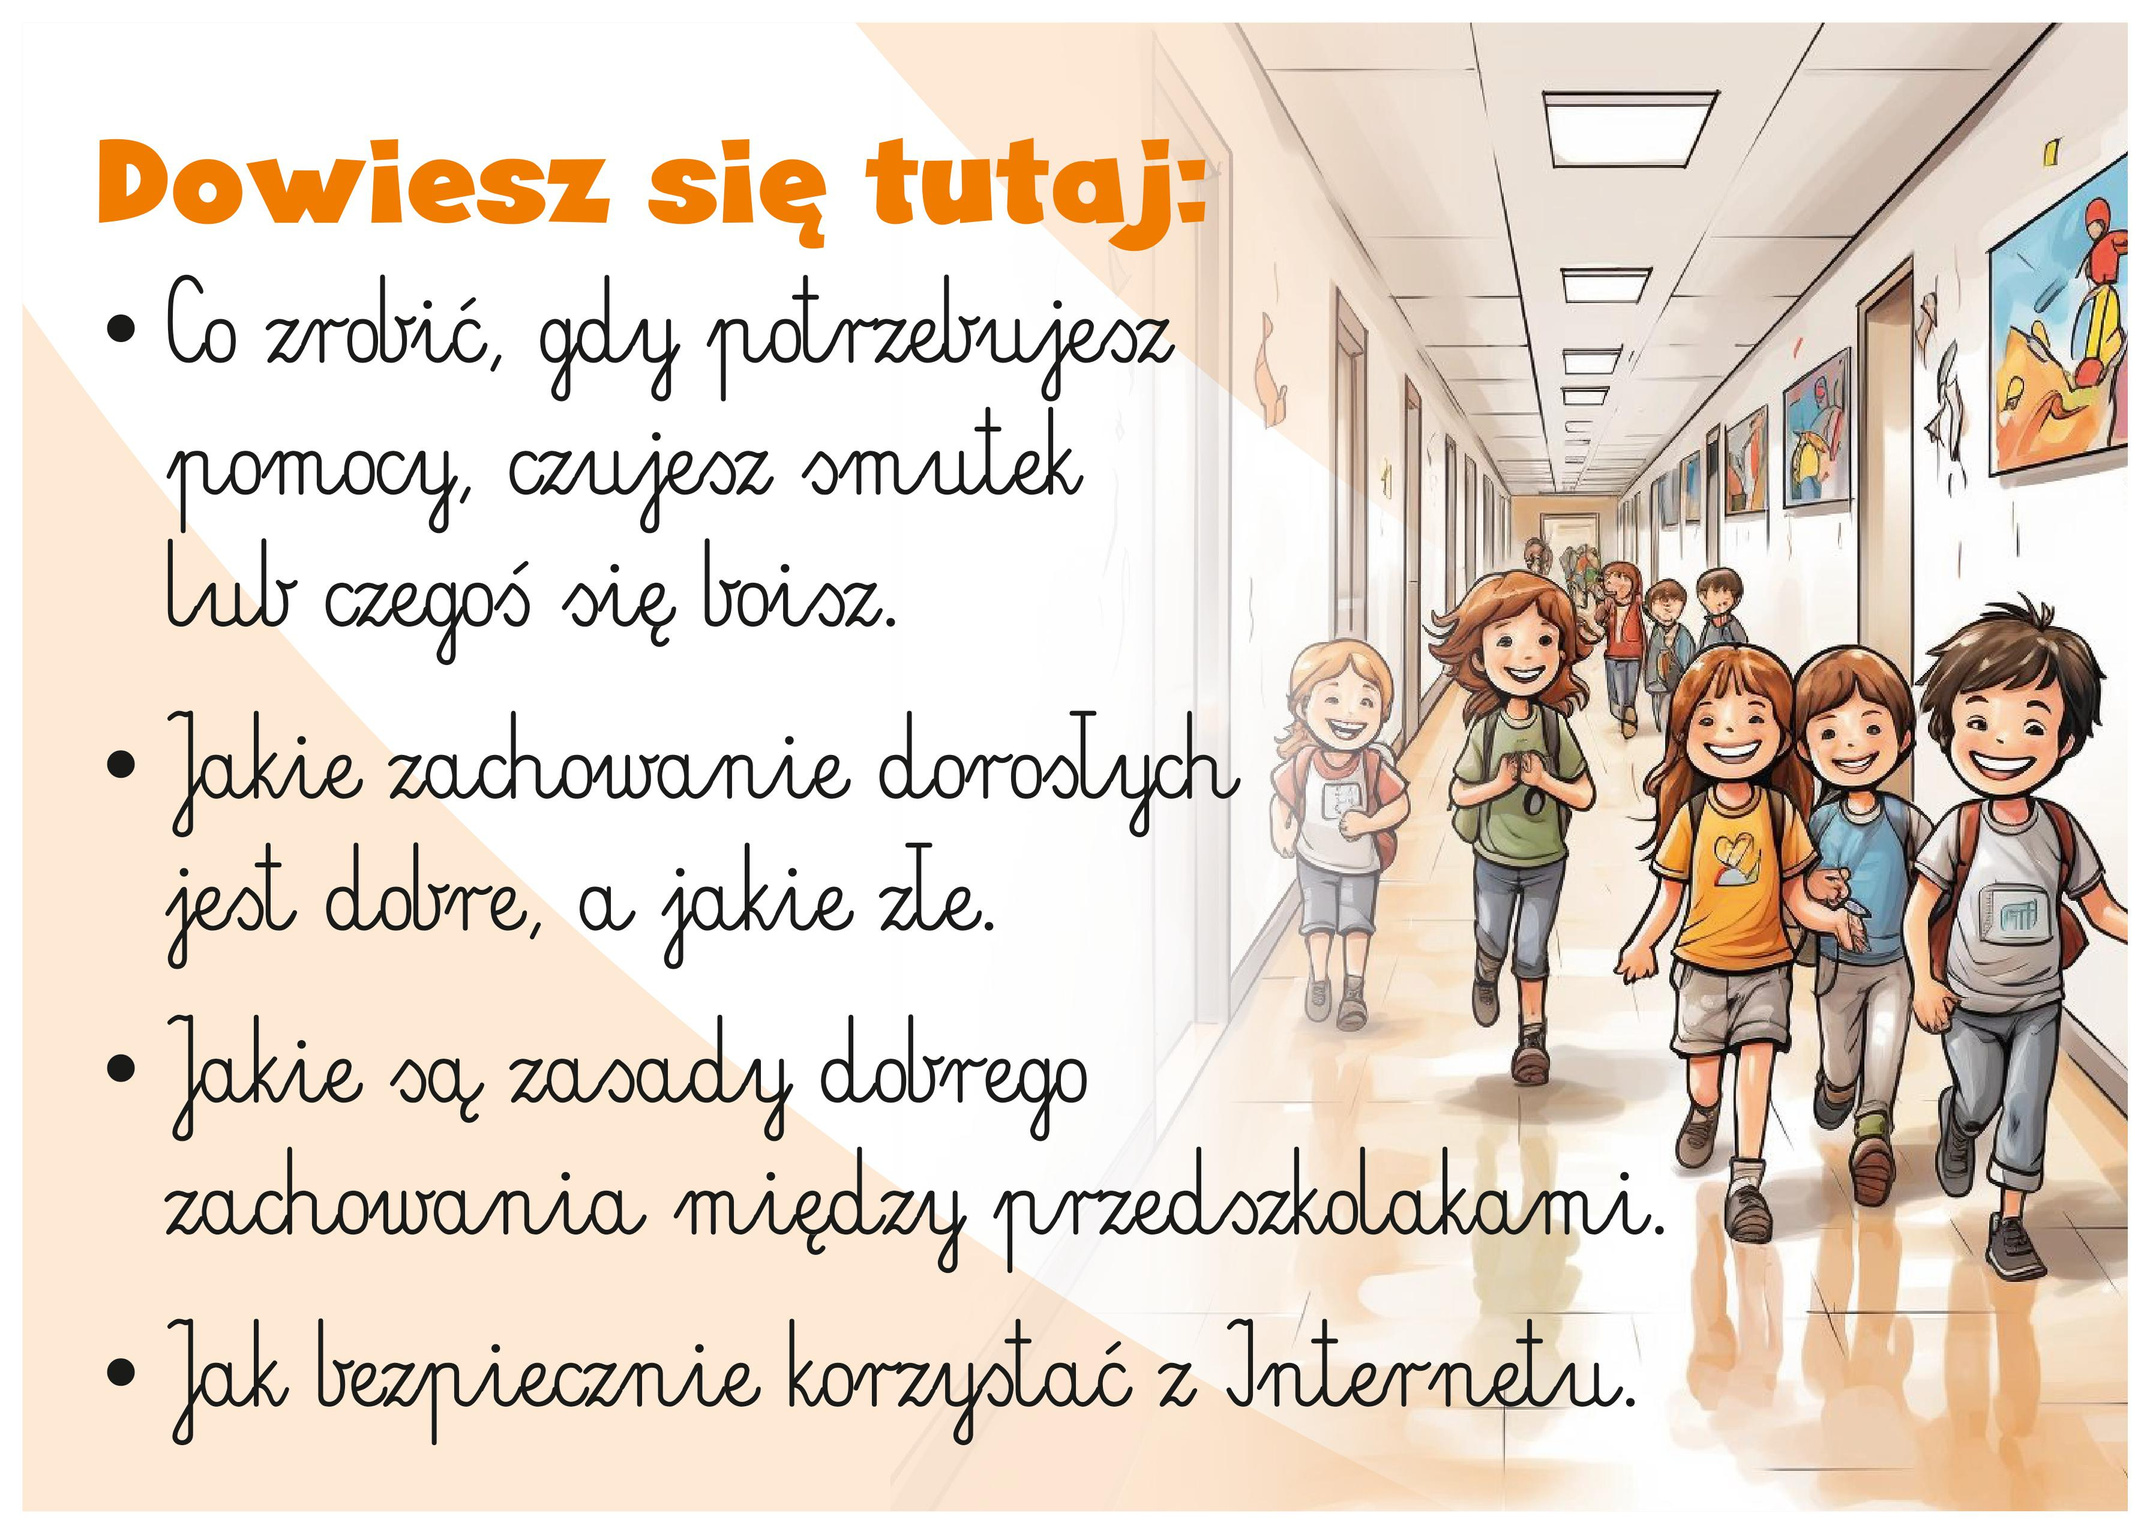 Dowiesz się tutaj:
• Co zrobić, gdy potrzebujesz
pomocy, czujesz smutek
lub czegoś się boisz.
• Jakie zachowanie dorosłych
jest dobre, a jakie złe.
• Jakie są zasady dobrego
zachowania między przedszkolakami.
• Jak bezpiecznie korzystać z Internetu.